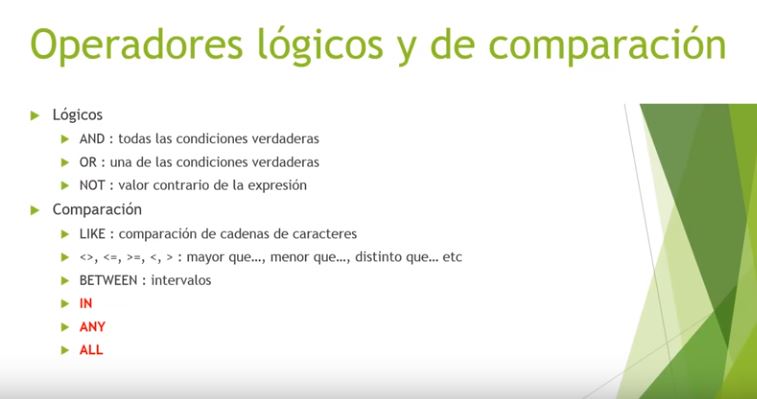 Operadores lógicos y de comparación
Lógicos
AND : todas las condiciones verdaderas
OR : una de las condiciones verdaderas
NOT : valor contrario de la expresión
Comparación
LIKE : comparación de cadenas de caracteres
<>, <=, >=, <, > : mayor que…, menor que…, distinto que… etc
BETWEEN : intervalos
IN
ANY
ALL